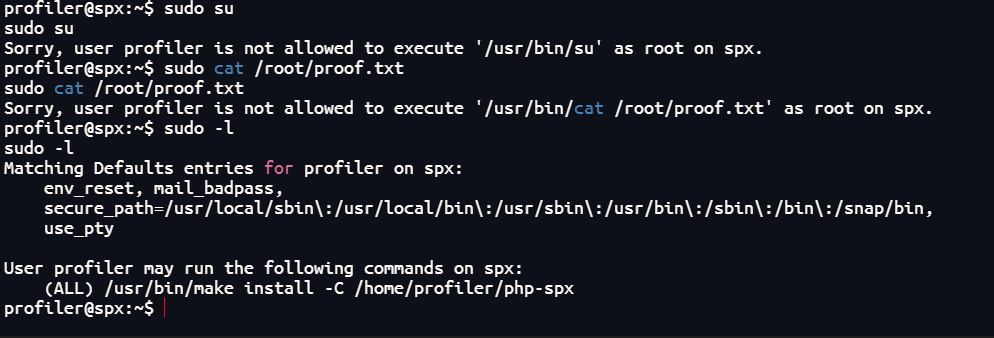 profiler@spx:~$ sudo su
sudo su
Sorry, user profiler is not allowed to execute '/usr/bin/su' as root on spx.
profiler@spx:~$ sudo cat /root/proof.txt
sudo cat /root/proof.txt
Sorry, user profiler is not allowed to execute '/usr/bin/cat /root/proof.txt' as root on spx.
profiler@spx:~$ sudo -l
sudo -l
Matching Defaults entries for profiler on spx:
    env_reset, mail_badpass,
    secure_path=/usr/local/sbin\:/usr/local/bin\:/usr/sbin\:/usr/bin\:/sbin\:/bin\:/snap/bin,
    use_pty

User profiler may run the following commands on spx:
    (ALL) /usr/bin/make install -C /home/profiler/php-spx
profiler@spx:~$